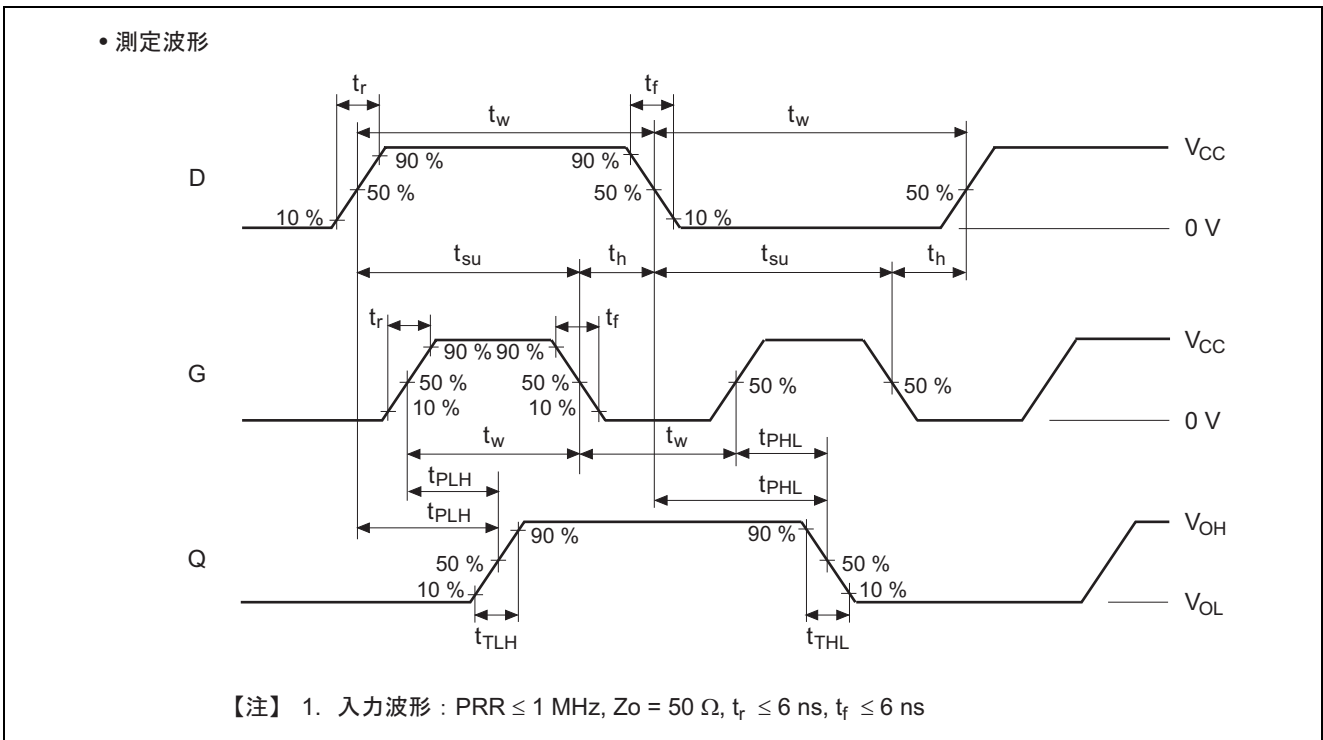 • 測定波形
tr tf
tw tw
90 % 90 % VCC
D 50 % 50 % 50 %
10 % 10 % 0 V
tsu th tsu th
tr tf
90 % 90 % VCC
G 50 % 50 % 50 % 50 %
10 % 10 % 0 V
tw tw tPHL
tPLH tPHL
tPLH
90 % 90 % VOH
Q 50 % 50 %
10 % 10 % VOL
tTLH tTHL
【注】 1. 入力波形 : PRR ≤ 1 MHz, Zo = 50 Ω, tr ≤ 6 ns, tf ≤ 6 ns